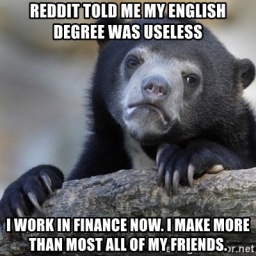 REDDIT TOLD ME MY ENGLISH
DEGREE WAS USELESS
I WORK IN FINANCE NOW. I MAKE MORE
THAN MOST ALL OF MY FRIENDS.
r.net